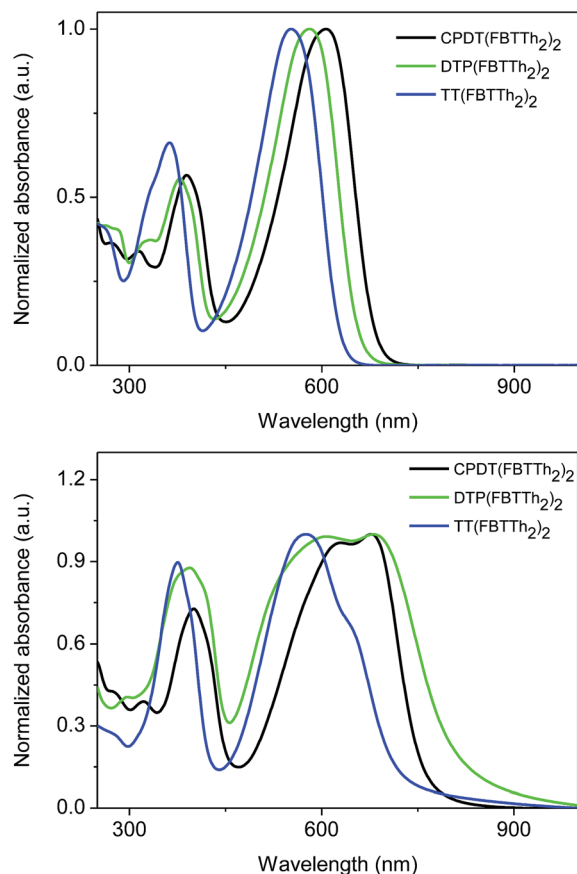 Normalized absorbance (a.u.)
1.0
0.5
0.0
CPDT(FBTTh₂)₂
DTP(FBTTh₂)₂
TT(FBTTh₂)₂
300
600
900
Wavelength (nm)
Normalized absorbance (a.u.)
1.2
0.9
0.6
0.3
0.0
CPDT(FBTTh₂)₂
DTP(FBTTh₂)₂
TT(FBTTh₂)₂
300
600
900
Wavelength (nm)